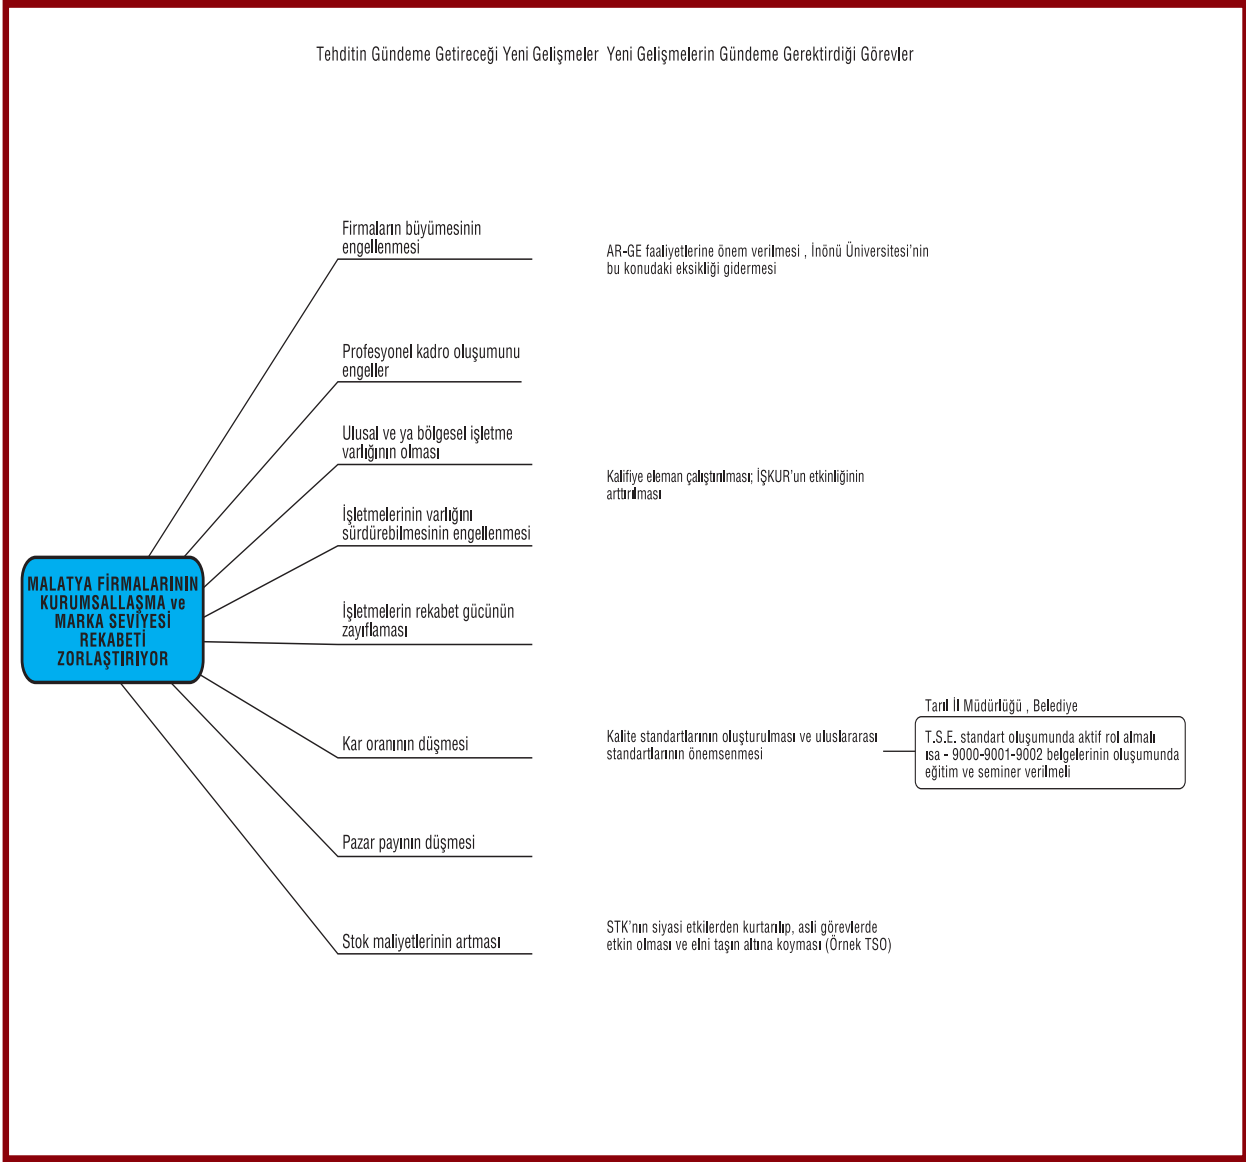 Tehditin Gündeme Getireceği Yeni Gelişmeler Yeni Gelişmelerin Gündeme Gerektirdiği Görevler
Firmaların büyümesinin
engellenmesi
AR-GE faaliyetlerine önem verilmesi , İnönü Üniversitesi'nin
bu konudaki eksikliği gidermesi
Profesyonel kadro oluşumunu
engeller
Ulusal ve ya bölgesel işletme
varlığının olması
Kalifiye eleman çalıştırılması; İŞKUR'un etkinliğinin
arttırılması
İşletmelerinin varlığını
sürdürebilmesinin engellenmesi
MALATYA FİRMALARININ
KURUMSALLAŞMA ve
MARKA SEVİYESİ
REKABETİ
ZORLAŞTIRIYOR
İşletmelerin rekabet gücünün
zayıflaması
Kar oranının düşmesi
Kalite standartlarının oluşturulması ve uluslararası
standartlarının önemsenmesi
Tarıl İl Müdürlüğü , Belediye
T.S.E. standart oluşumunda aktif rol almalı
ısa - 9000-9001-9002 belgelerinin oluşumunda
eğitim ve seminer verilmeli
Pazar payının düşmesi
Stok maliyetlerinin artması
STK'nın siyasi etkilerden kurtarılıp, asli görevlerde
etkin olması ve elni taşın altına koyması (Örnek TSO)